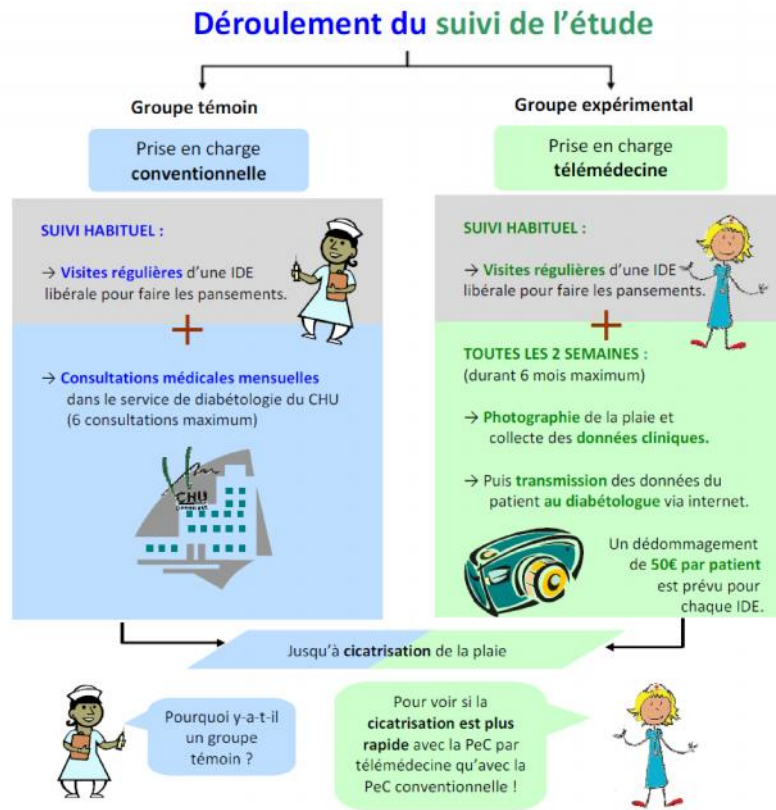 Déroulement du suivi de l'étude
Groupe témoin
Prise en charge
conventionnelle
SUIVI HABITUEL :
→ Visites régulières d'une IDE
libérale pour faire les pansements.
+
→ Consultations médicales mensuelles
dans le service de diabétologie du CHU
(6 consultations maximum)
CHU
Groupe expérimental
Prise en charge
télémédecine
SUIVI HABITUEL :
→ Visites régulières d'une IDE
libérale pour faire les pansements.
+
TOUTES LES 2 SEMAINES :
(durant 6 mois maximum)
→ Photographie de la plaie et
collecte des données cliniques.
→ Puis transmission des données du
patient au diabétologue via internet.
Un dédommagement
de 50€ par patient
est prévu pour
chaque IDE.
Jusqu'à cicatrisation de la plaie
Pourquoi y-a-t-il
un groupe
témoin ?
Pour voir si la
cicatrisation est plus
rapide avec la PeC par
télémédecine qu'avec la
PeC conventionnelle !